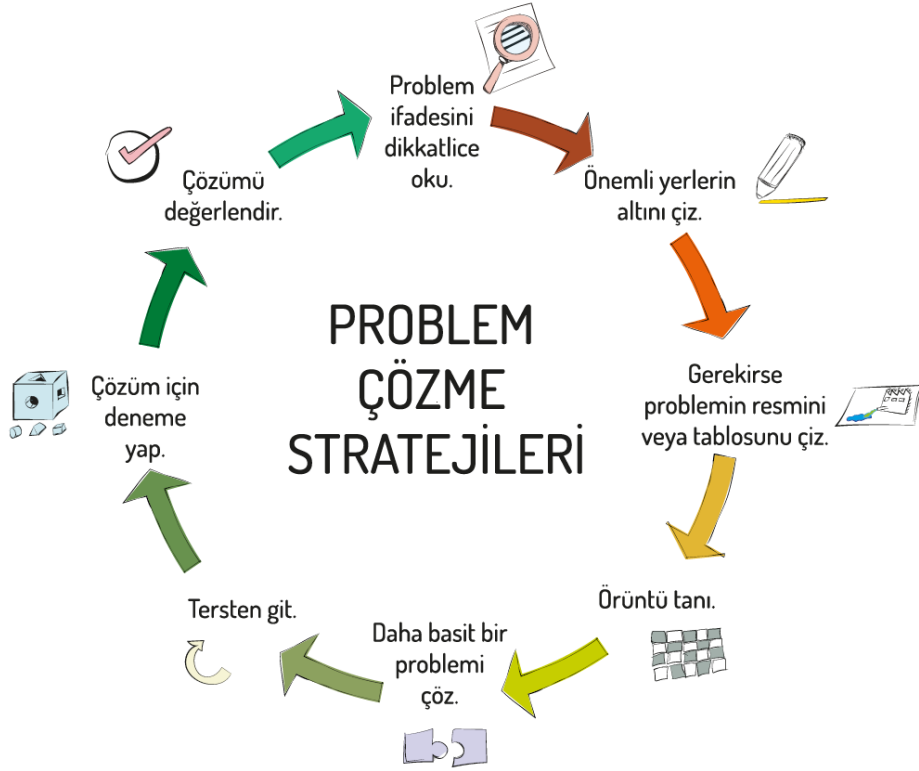 PROBLEM
ÇÖZME
STRATEJİLERİ
Problem
ifadesini
dikkatlice
oku.
Önemli yerlerin
altını çiz.
Gerekirse
problemin resmini
veya tablosunu çiz.
Örüntü tanı.
Daha basit bir
problemi
çöz.
Tersten git.
Çözüm için
deneme
yap.
Çözümü
değerlendir.